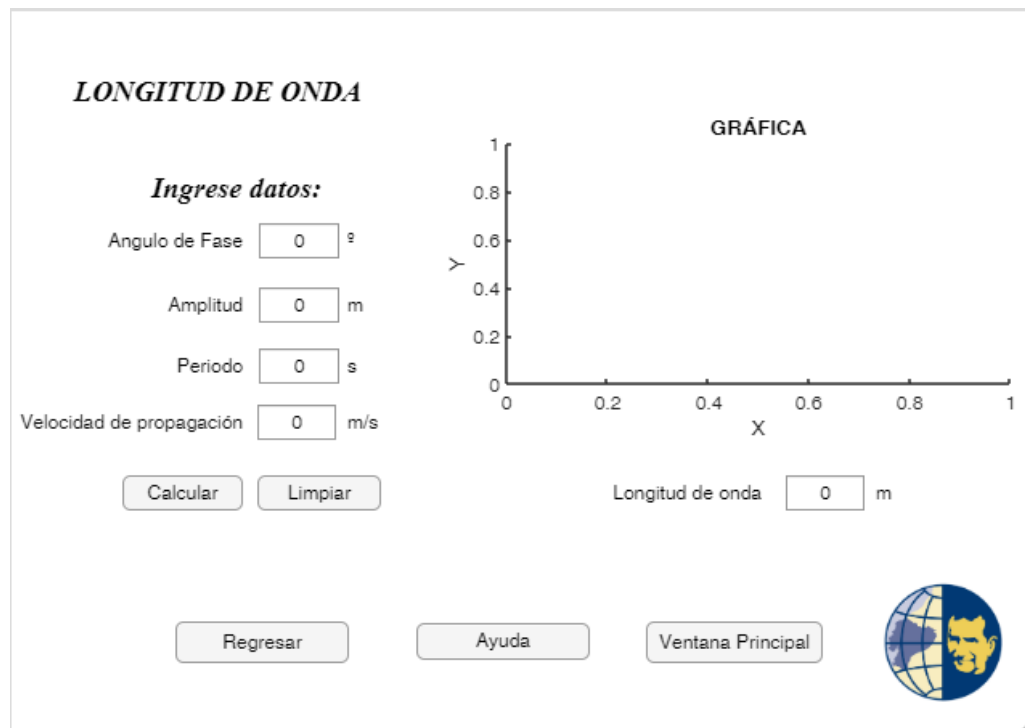 LONGITUD DE ONDA
Ingrese datos:
Angulo de Fase 0 º
Amplitud 0 m
Periodo 0 s
Velocidad de propagación 0 m/s
Calcular Limpiar
GRÁFICA
1
0.8
0.6
Y
0.4
0.2
0
0 0.2 0.4 0.6 0.8 1
X
Longitud de onda 0 m
Regresar Ayuda Ventana Principal